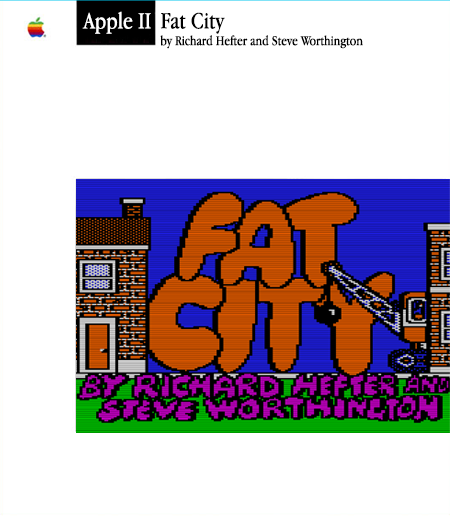 Apple II Fat City
by Richard Hefter and Steve Worthington
FAT
CITY
BY RICHARD HEFTER AND
STEVE WORTHINGTON